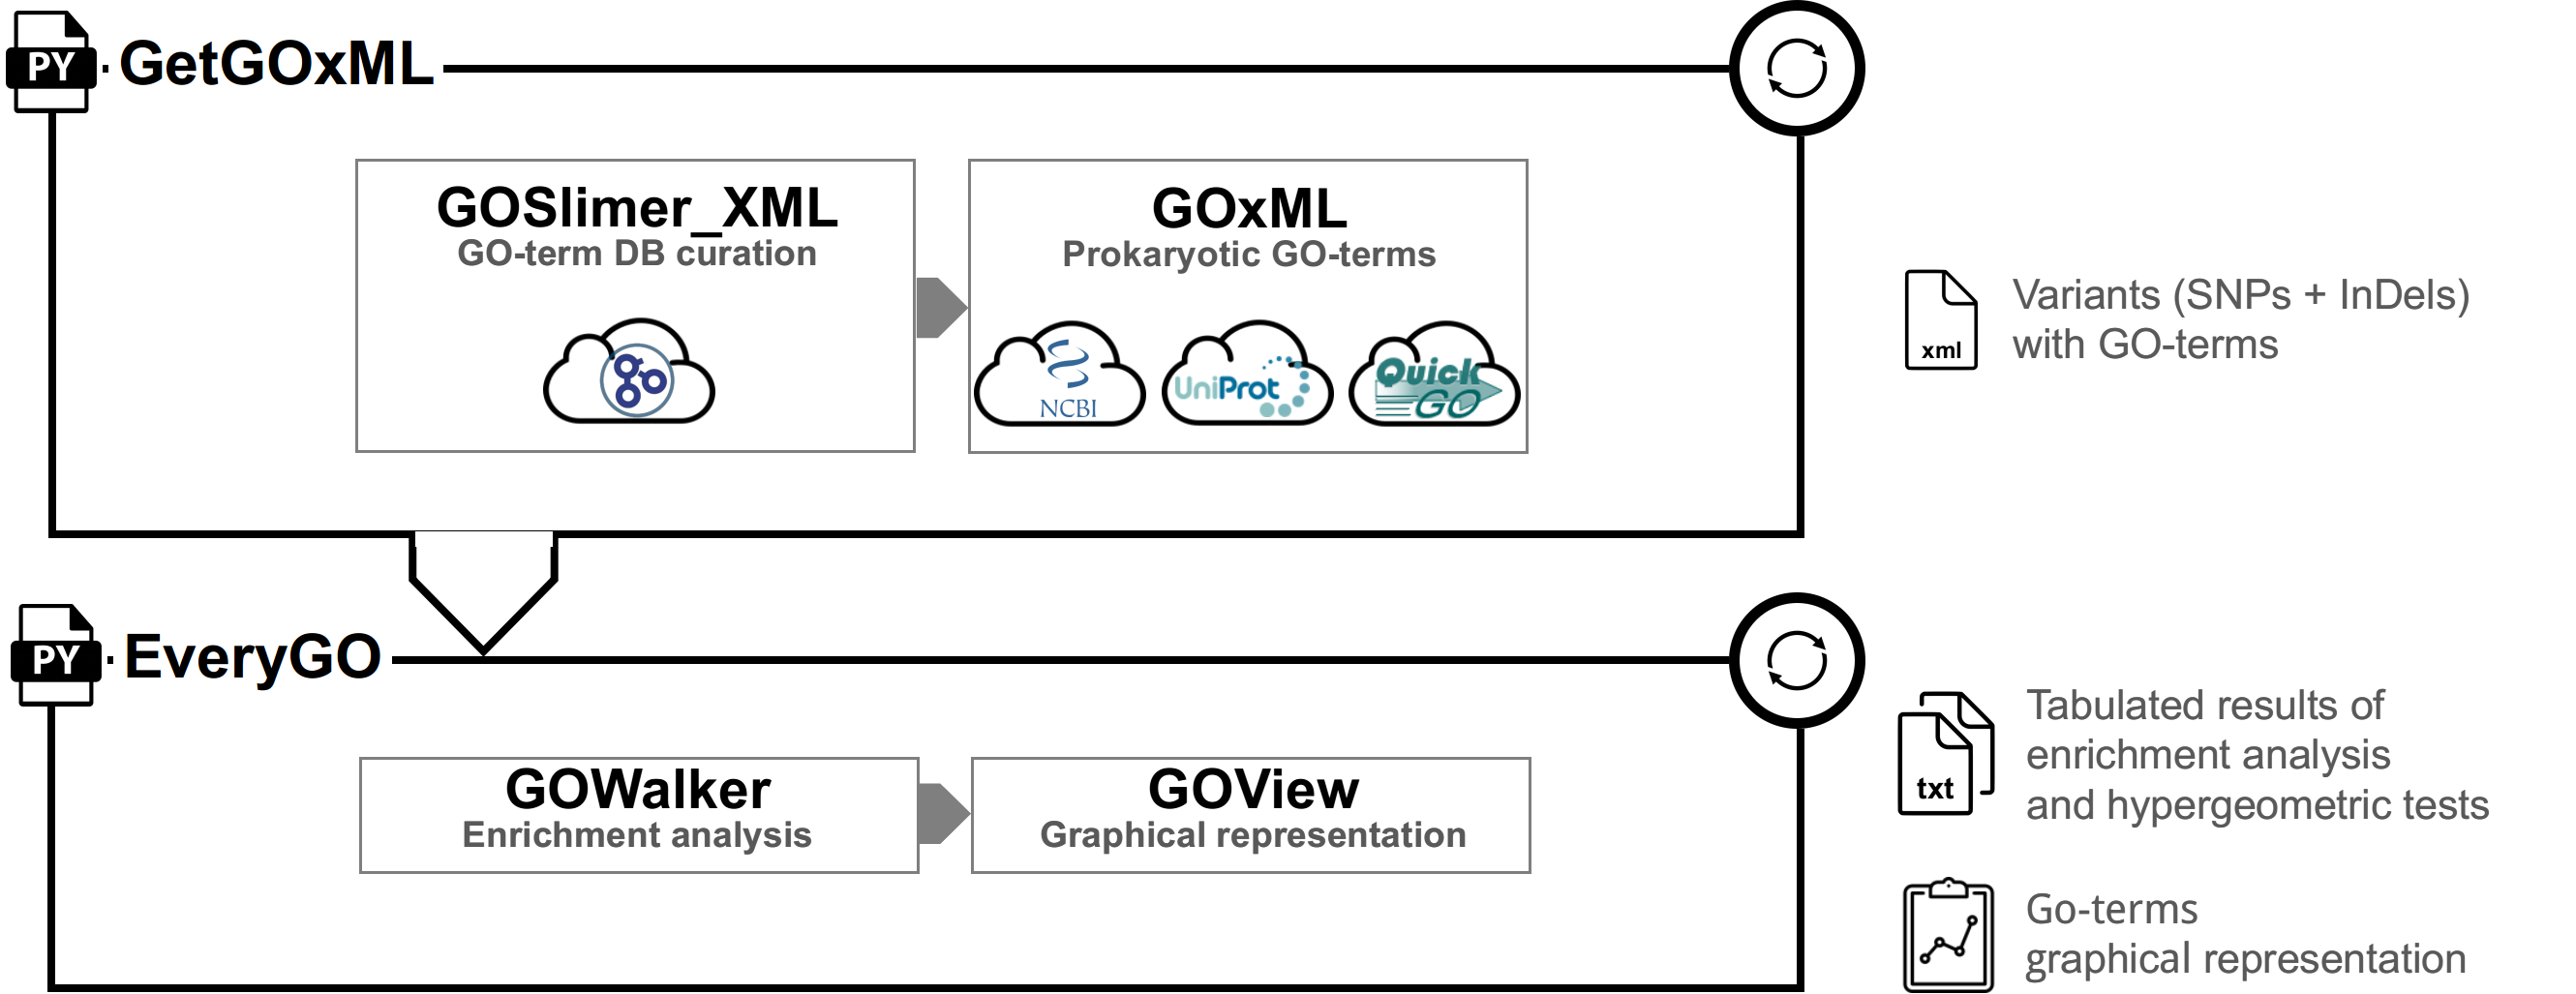 PY
GetGOxML
GOSlimer_XML
GO-term DB curation
GOxML
Prokaryotic GO-terms
NCBI
UniProt
Quick
GO
xml
Variants (SNPs + InDels)
with GO-terms
PY
EveryGO
GOWalker
Enrichment analysis
GOView
Graphical representation
txt
Tabulated results of
enrichment analysis
and hypergeometric tests
Go-terms
graphical representation